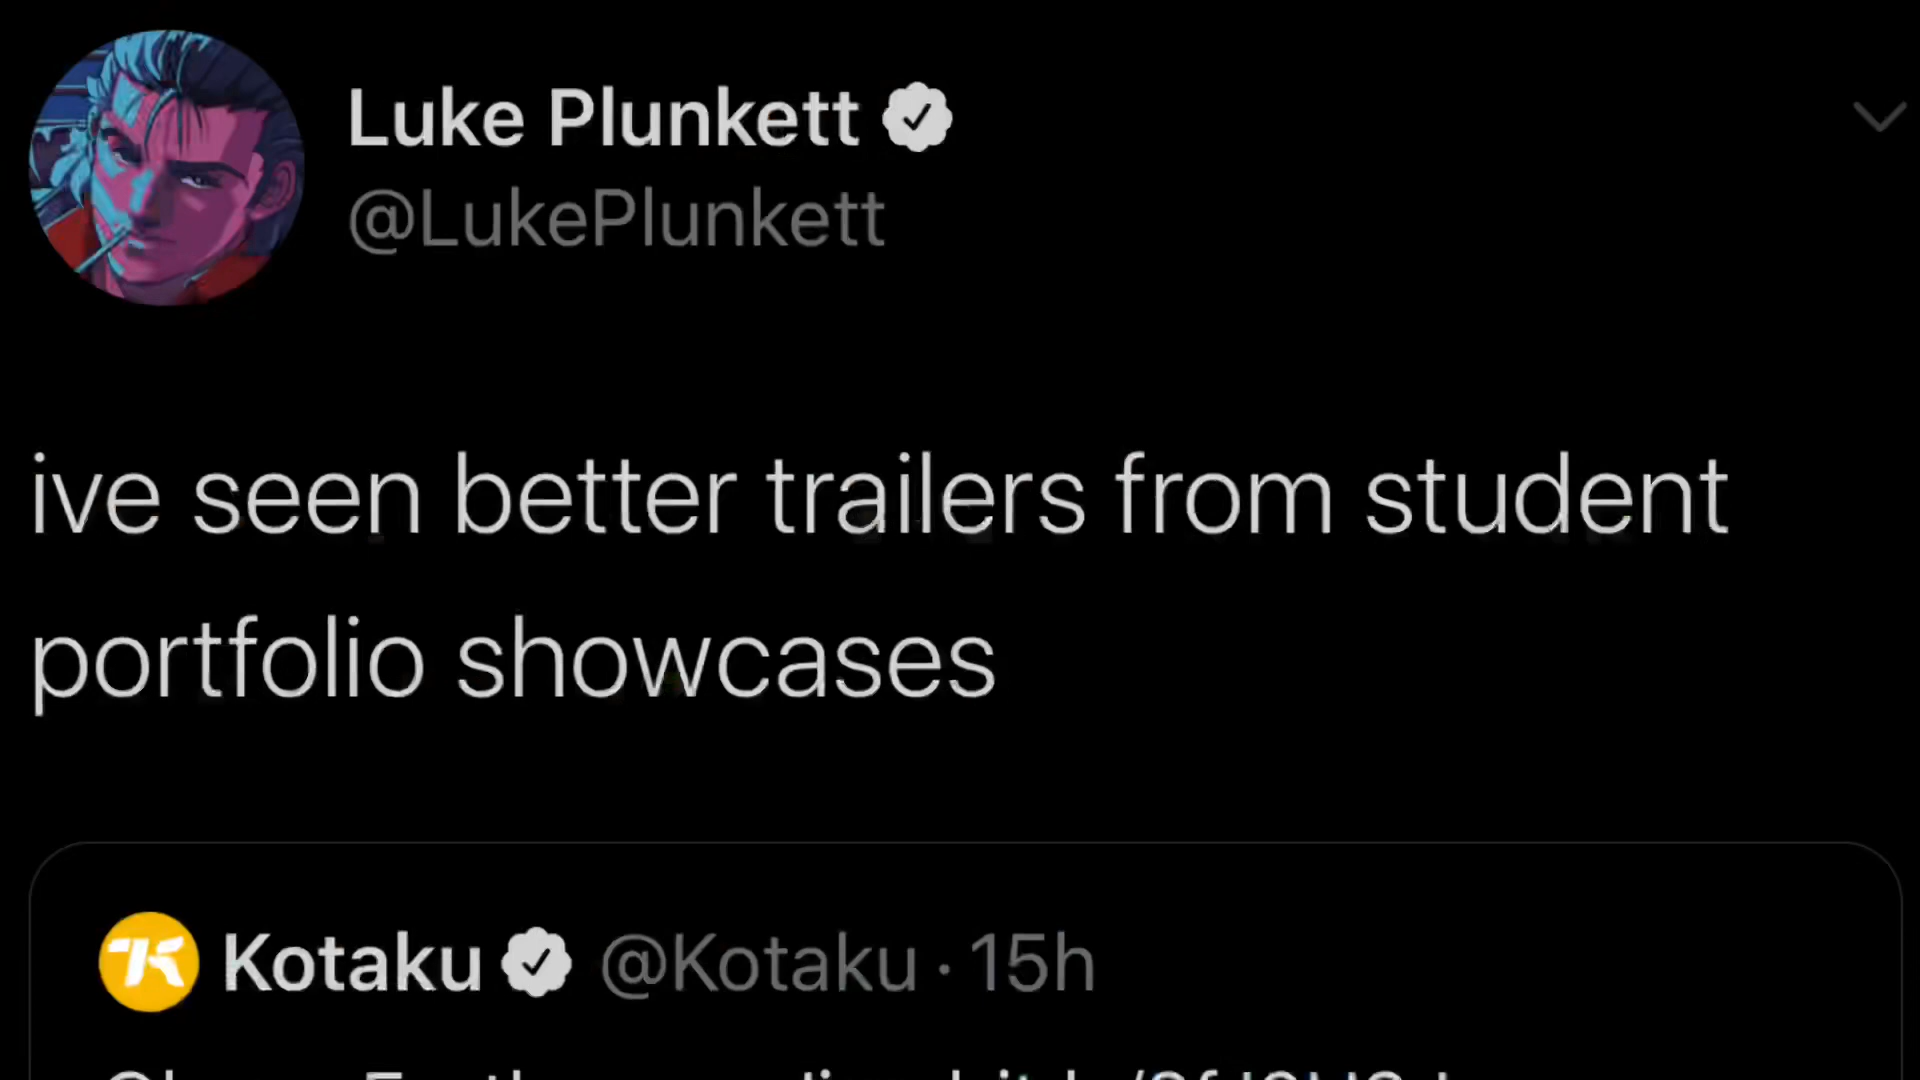 Luke Plunkett
@LukePlunkett
ive seen better trailers from student
portfolio showcases
Kotaku @Kotaku · 15h